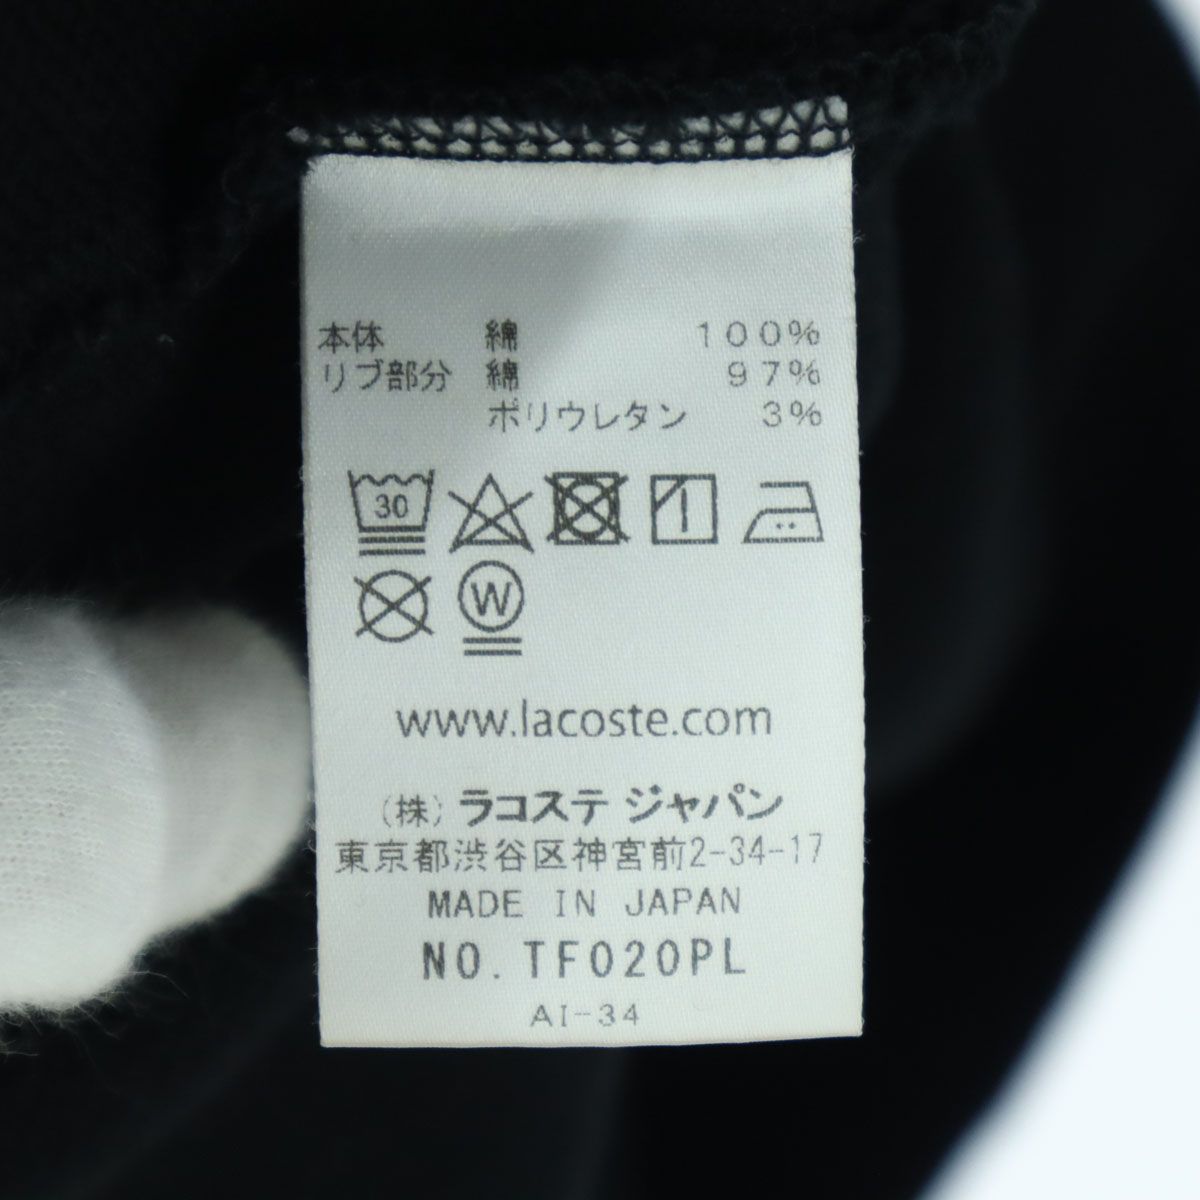 本体 綿 100%
リブ部分 綿 97%
ポリウレタン 3%
30
W
www.lacoste.com
(株) ラコステ ジャパン
東京都渋谷区神宮前2-34-17
MADE IN JAPAN
NO. TF020PL
AI-34